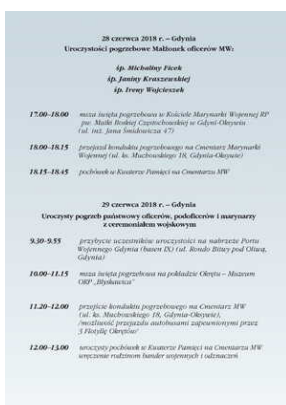 28 czerwca 2018 r. – Gdynia
Uroczystości pogrzebowe Małżonek oficerów MW:
śp. Michaliny Ficek
śp. Janiny Kraszewskiej
śp. Ireny Wojcieszek
17.00-18.00 msza święta pogrzebowa w Kościele Marynarki Wojennej RP
pw. Matki Boskiej Częstochowskiej w Gdyni-Oksywiu
(ul. inż. Jana Śmidowicza 47)
18.00-18.15 przejazd konduktu pogrzebowego na Cmentarz Marynarki
Wojennej (ul. ks. Muchowskiego 18, Gdynia-Oksywie)
18.15-18.45 pochówek w Kwaterze Pamięci na Cmentarzu MW
29 czerwca 2018 r. – Gdynia
Uroczysty pogrzeb państwowy oficerów, podoficerów i marynarzy
z ceremoniałem wojskowym
9.30-9.55 przybycie uczestników uroczystości na nabrzeże Portu
Wojennego Gdynia (basen IX) (ul. Rondo Bitwy pod Oliwą,
Gdynia)
10.00-11.15 msza święta pogrzebowa na pokładzie Okrętu – Muzeum
ORP „Błyskawica"
11.20-12.00 przejście konduktu pogrzebowego na Cmentarz MW
(ul. ks. Muchowskiego 18, Gdynia-Oksywie),
/możliwość przejazdu autobusami zapewnionymi przez
3 Flotyllę Okrętów/
12.00-13.00 uroczysty pochówek w Kwaterze Pamięci na Cmentarzu MW
wręczenie rodzinom bander wojennych i odznaczeń